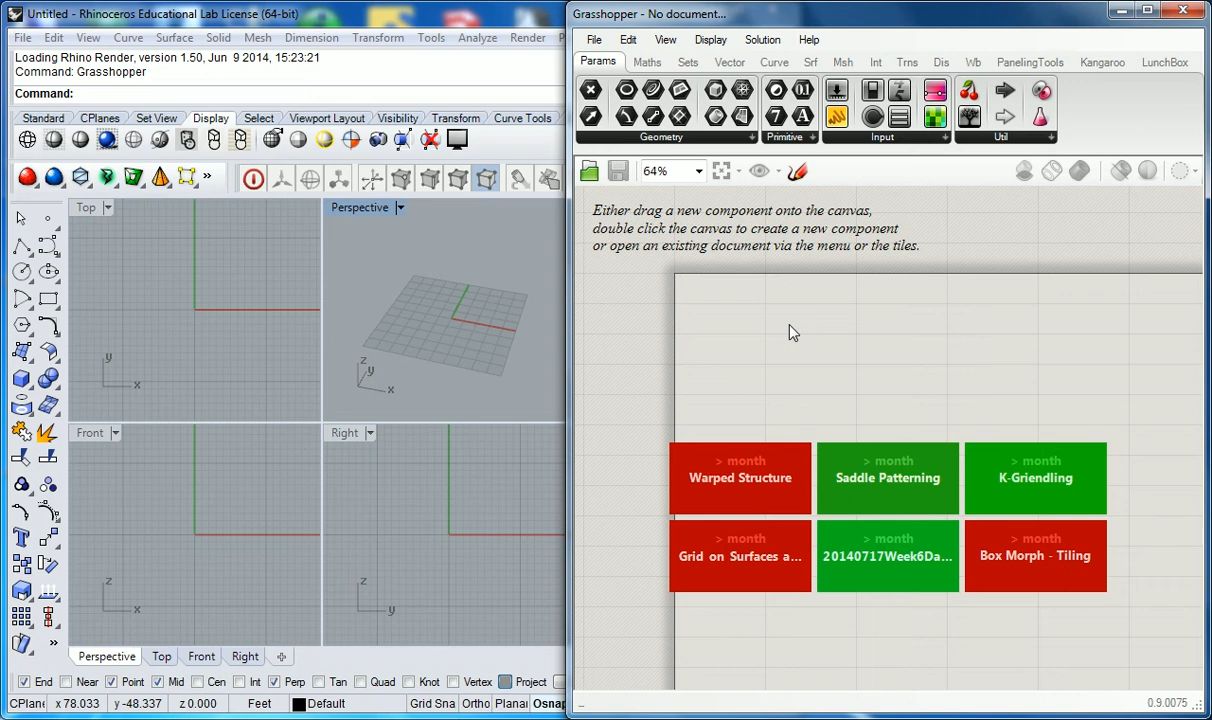 Untitled - Rhinoceros Educational Lab License (64-bit)
File Edit View Curve Surface Solid Mesh Dimension Transform Tools Analyze Render
Loading Rhino Render, version 1.50, Jun 9 2014, 15:23:21
Command: Grasshopper
Command:
Standard CPlanes Set View Display Select Viewport Layout Visibility Transform Curve Tools
Top
Perspective
y
x
z
y
x
Front
Right
z
x
z
y
Perspective Top Front Right
End Near Point Mid Cen Int Perp Tan Quad Knot Vertex Project
CPlane x 78.033 y -48.337 z 0.000 Feet Default Grid Sna Ortho Planar Osnap
Grasshopper - No document...
File Edit View Display Solution Help
Params Maths Sets Vector Curve Srf Msh Int Trns Dis Wb PanelingTools Kangaroo LunchBox
Geometry Primitive Input Util
64%
Either drag a new component onto the canvas,
double click the canvas to create a new component
or open an existing document via the menu or the tiles.
> month
Warped Structure
> month
Saddle Patterning
> month
K-Griendling
> month
Grid on Surfaces a...
> month
20140717Week6Da...
> month
Box Morph - Tiling
0.9.0075